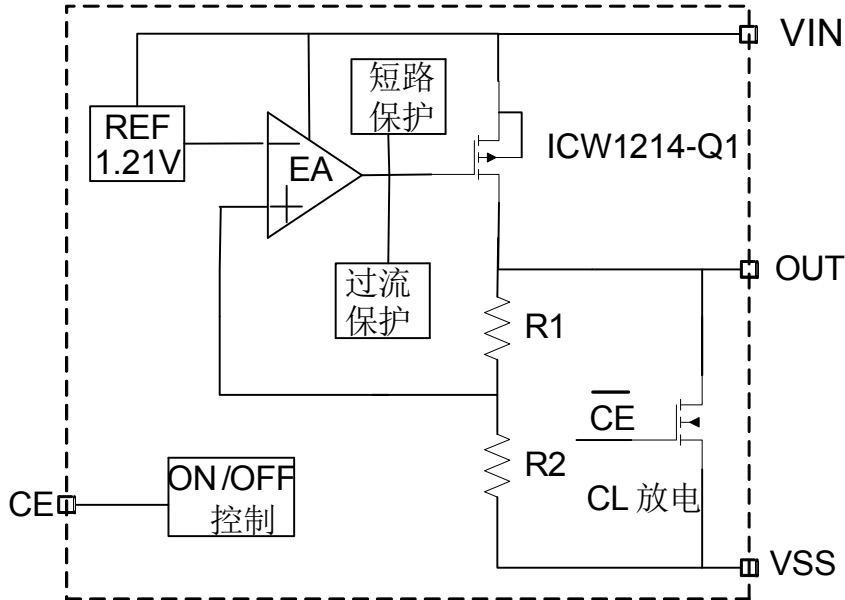 VIN
短路
保护
REF
1.21V
ICW1214-Q1
EA
OUT
过流
保护
R1
CE
R2
ON/OFF
控制
CE
CL 放电
VSS